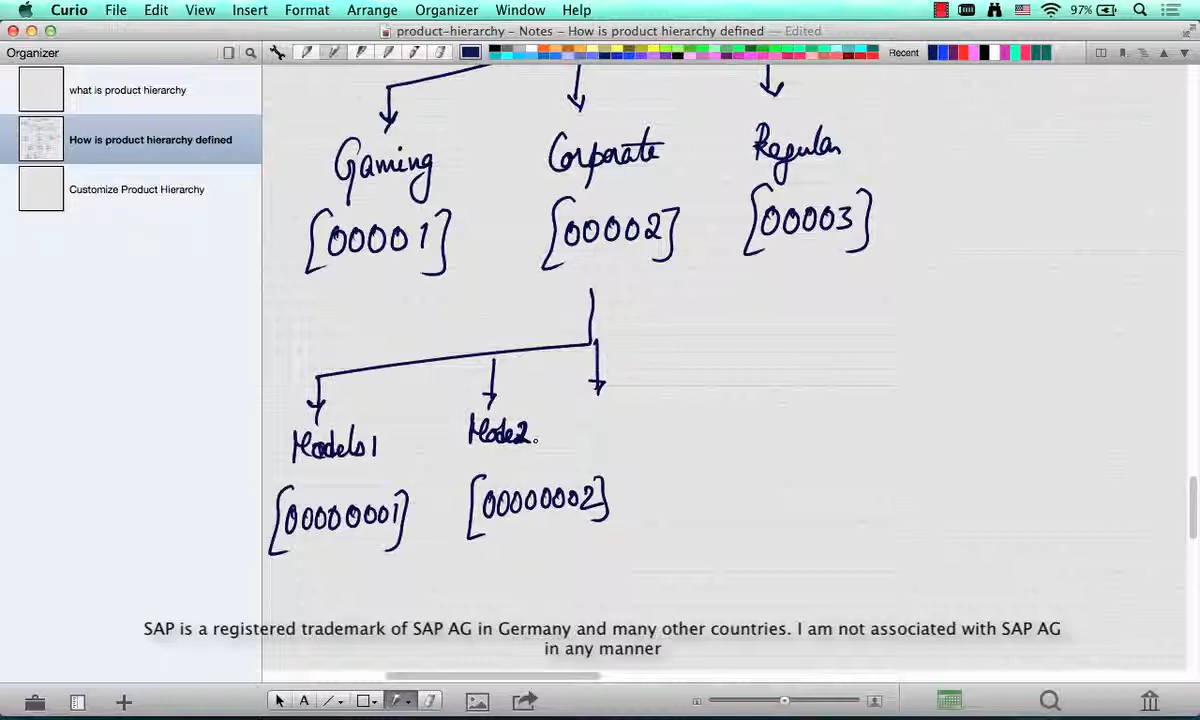 Curio File Edit View Insert Format Arrange Organizer Window Help 97%
product-hierarchy — Notes – How is product hierarchy defined — Edited
Organizer Recent
what is product hierarchy
How is product hierarchy defined
Customize Product Hierarchy
Gaming Corporate Regular
[00001] [00002] [00003]
Models1 Mode2
[00000001] [00000002]
SAP is a registered trademark of SAP AG in Germany and many other countries. I am not associated with SAP AG
in any manner
A